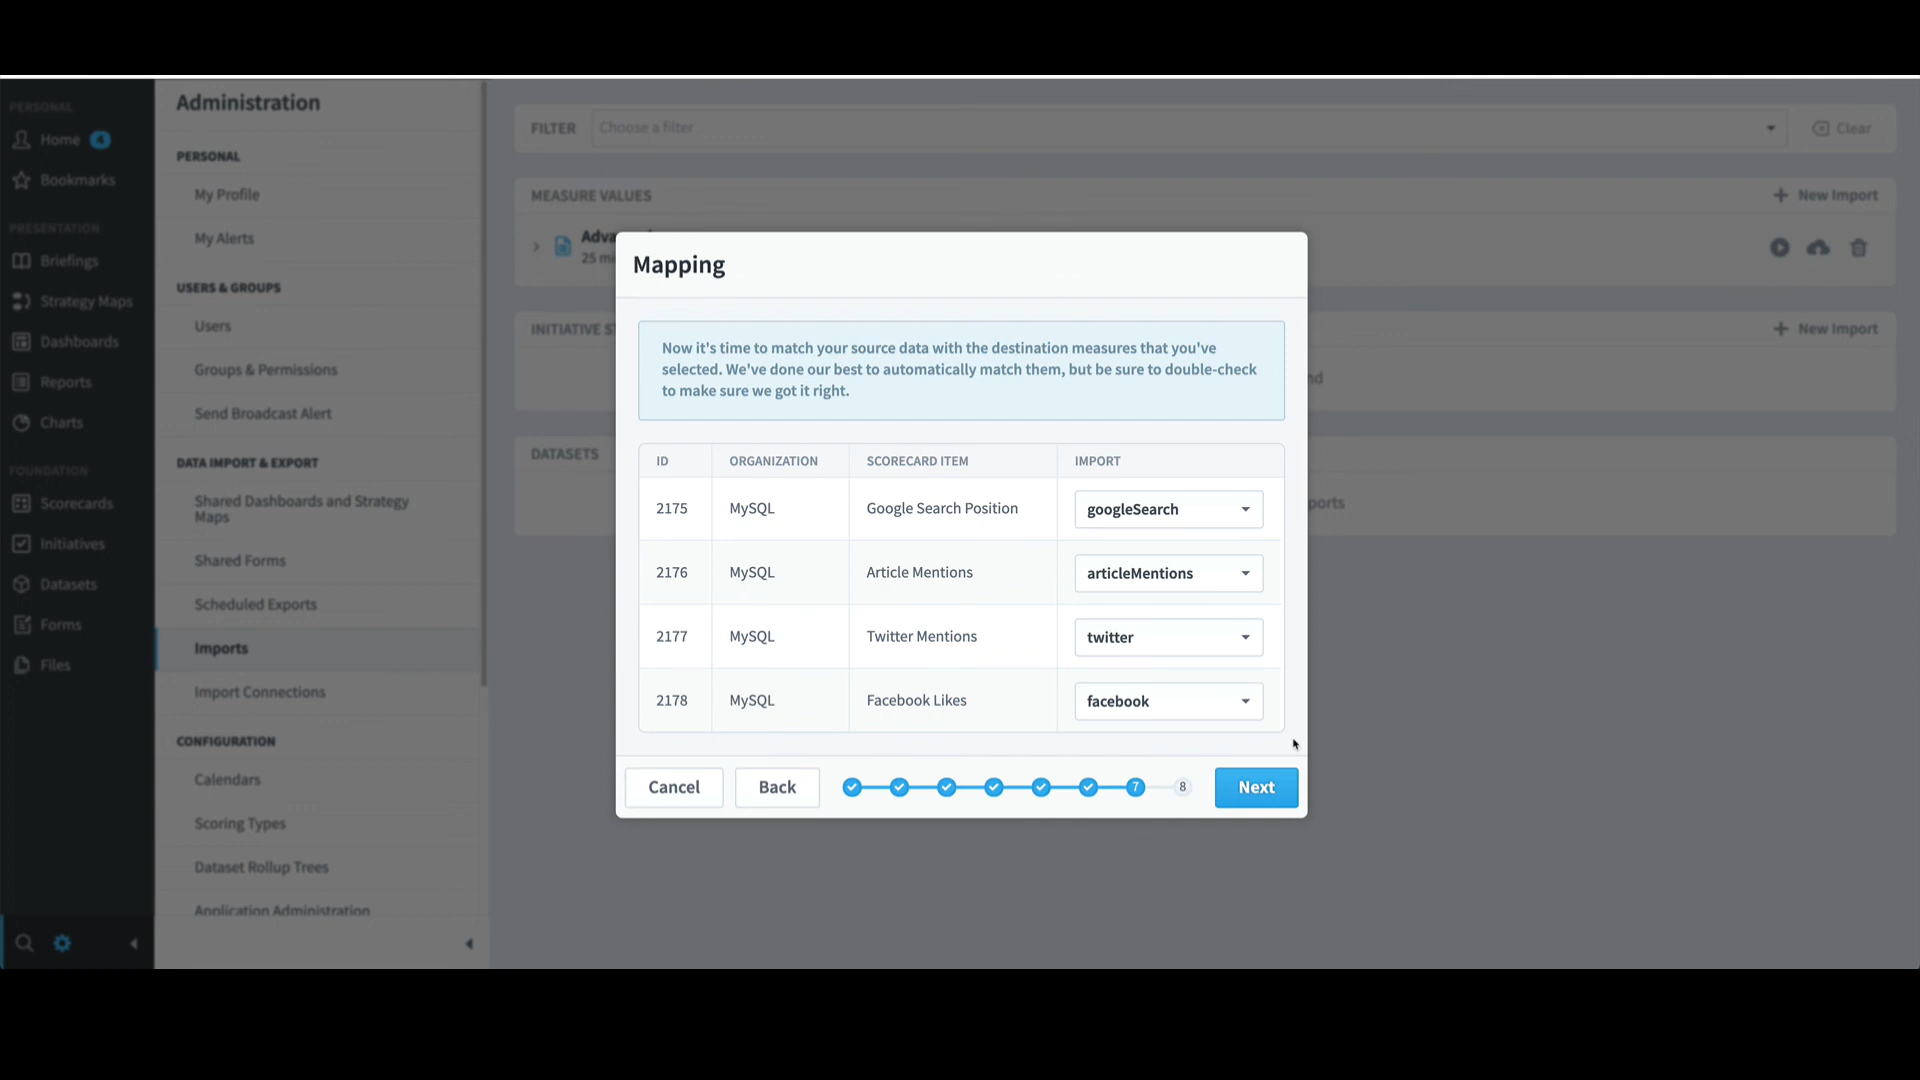 PERSONAL
Home 4
Bookmarks
PRESENTATION
Briefings
Strategy Maps
Dashboards
Reports
Charts
FOUNDATION
Scorecards
Initiatives
Datasets
Forms
Files
Administration
PERSONAL
My Profile
My Alerts
USERS & GROUPS
Users
Groups & Permissions
Send Broadcast Alert
DATA IMPORT & EXPORT
Shared Dashboards and Strategy
Maps
Shared Forms
Scheduled Exports
Imports
Import Connections
CONFIGURATION
Calendars
Scoring Types
Dataset Rollup Trees
Application Administration
FILTER Choose a filter Clear
MEASURE VALUES New Import
Adva
25 mi
INITIATIVE S New Import
nd
DATASETS
ports
Mapping
Now it's time to match your source data with the destination measures that you've
selected. We've done our best to automatically match them, but be sure to double-check
to make sure we got it right.
ID ORGANIZATION SCORECARD ITEM IMPORT
2175 MySQL Google Search Position googleSearch
2176 MySQL Article Mentions articleMentions
2177 MySQL Twitter Mentions twitter
2178 MySQL Facebook Likes facebook
Cancel Back 7 8 Next